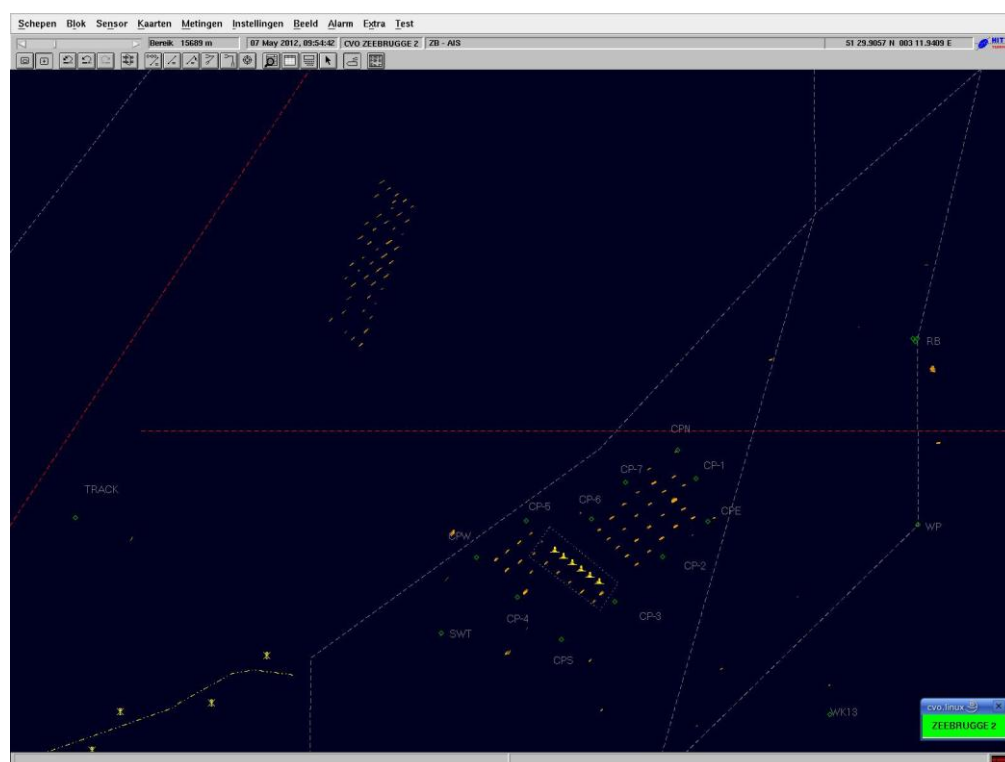 Schepen Blok Sensor Kaarten Metingen Instellingen Beeld Alarm Extra Test
Bereik 15689 m 07 May 2012, 09:54:42 CVO ZEEBRUGGE 2 ZB - AIS 51 29.9057 N 003 11.9409 E HITT
RB
CPN
CP-7 CP-1
TRACK
CP-5 CP-6 CPE
WP
CPW
CP-2
CP-4 CP-3
SWT
CPS
cvo.linux
WK13
ZEEBRUGGE 2